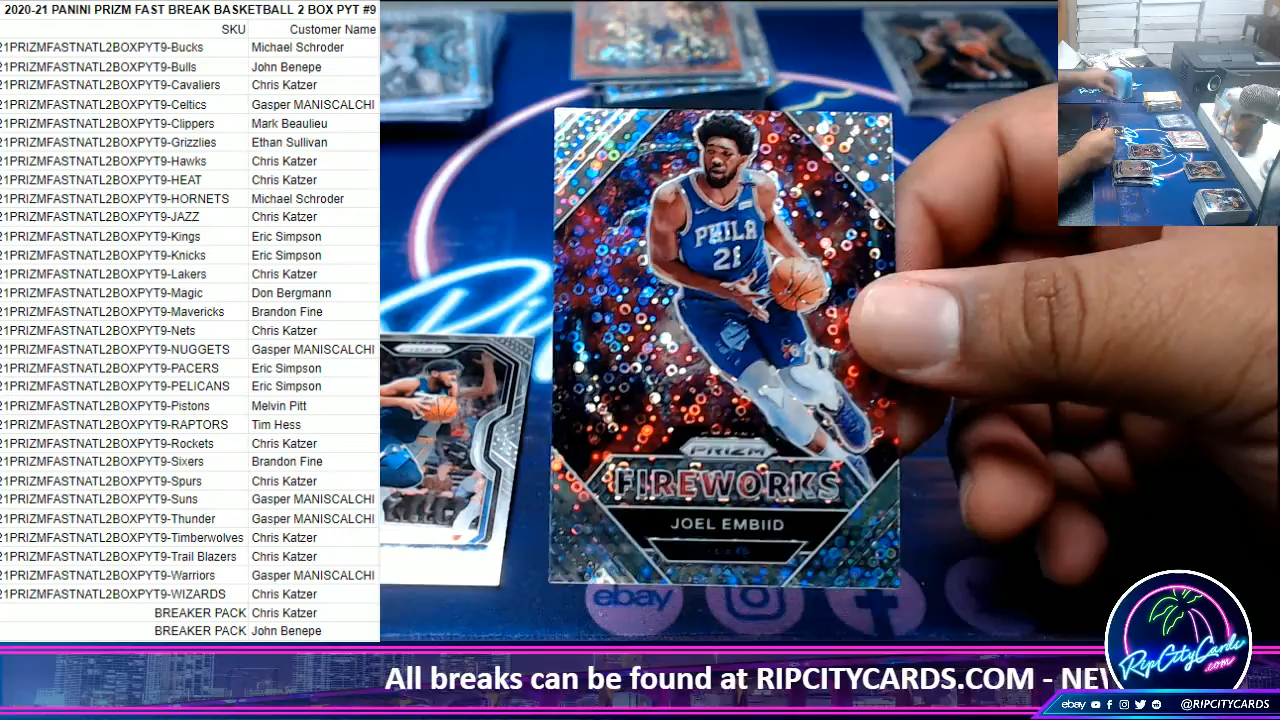 2020-21 PANINI PRIZM FAST BREAK BASKETBALL 2 BOX PYT #9
SKU Customer Name
21PRIZMFASTNATL2BOXPYT9-Bucks Michael Schroder
21PRIZMFASTNATL2BOXPYT9-Bulls John Benepe
21PRIZMFASTNATL2BOXPYT9-Cavaliers Chris Katzer
21PRIZMFASTNATL2BOXPYT9-Celtics Gasper MANISCALCHI
21PRIZMFASTNATL2BOXPYT9-Clippers Mark Beaulieu
21PRIZMFASTNATL2BOXPYT9-Grizzlies Ethan Sullivan
21PRIZMFASTNATL2BOXPYT9-Hawks Chris Katzer
21PRIZMFASTNATL2BOXPYT9-HEAT Chris Katzer
21PRIZMFASTNATL2BOXPYT9-HORNETS Michael Schroder
21PRIZMFASTNATL2BOXPYT9-JAZZ Chris Katzer
21PRIZMFASTNATL2BOXPYT9-Kings Eric Simpson
21PRIZMFASTNATL2BOXPYT9-Knicks Eric Simpson
21PRIZMFASTNATL2BOXPYT9-Lakers Chris Katzer
21PRIZMFASTNATL2BOXPYT9-Magic Don Bergmann
21PRIZMFASTNATL2BOXPYT9-Mavericks Brandon Fine
21PRIZMFASTNATL2BOXPYT9-Nets Chris Katzer
21PRIZMFASTNATL2BOXPYT9-NUGGETS Gasper MANISCALCHI
21PRIZMFASTNATL2BOXPYT9-PACERS Eric Simpson
21PRIZMFASTNATL2BOXPYT9-PELICANS Eric Simpson
21PRIZMFASTNATL2BOXPYT9-Pistons Melvin Pitt
21PRIZMFASTNATL2BOXPYT9-RAPTORS Tim Hess
21PRIZMFASTNATL2BOXPYT9-Rockets Chris Katzer
21PRIZMFASTNATL2BOXPYT9-Sixers Brandon Fine
21PRIZMFASTNATL2BOXPYT9-Spurs Chris Katzer
21PRIZMFASTNATL2BOXPYT9-Suns Gasper MANISCALCHI
21PRIZMFASTNATL2BOXPYT9-Thunder Gasper MANISCALCHI
21PRIZMFASTNATL2BOXPYT9-Timberwolves Chris Katzer
21PRIZMFASTNATL2BOXPYT9-Trail Blazers Chris Katzer
21PRIZMFASTNATL2BOXPYT9-Warriors Gasper MANISCALCHI
21PRIZMFASTNATL2BOXPYT9-WIZARDS Chris Katzer
BREAKER PACK Chris Katzer
BREAKER PACK John Benepe
PHILA
21
PRIZM
FIREWORKS
JOEL EMBIID
ebay
All breaks can be found at RIPCITYCARDS.COM - NEW
RipCityCards
.com
ebay @RIPCITYCARDS